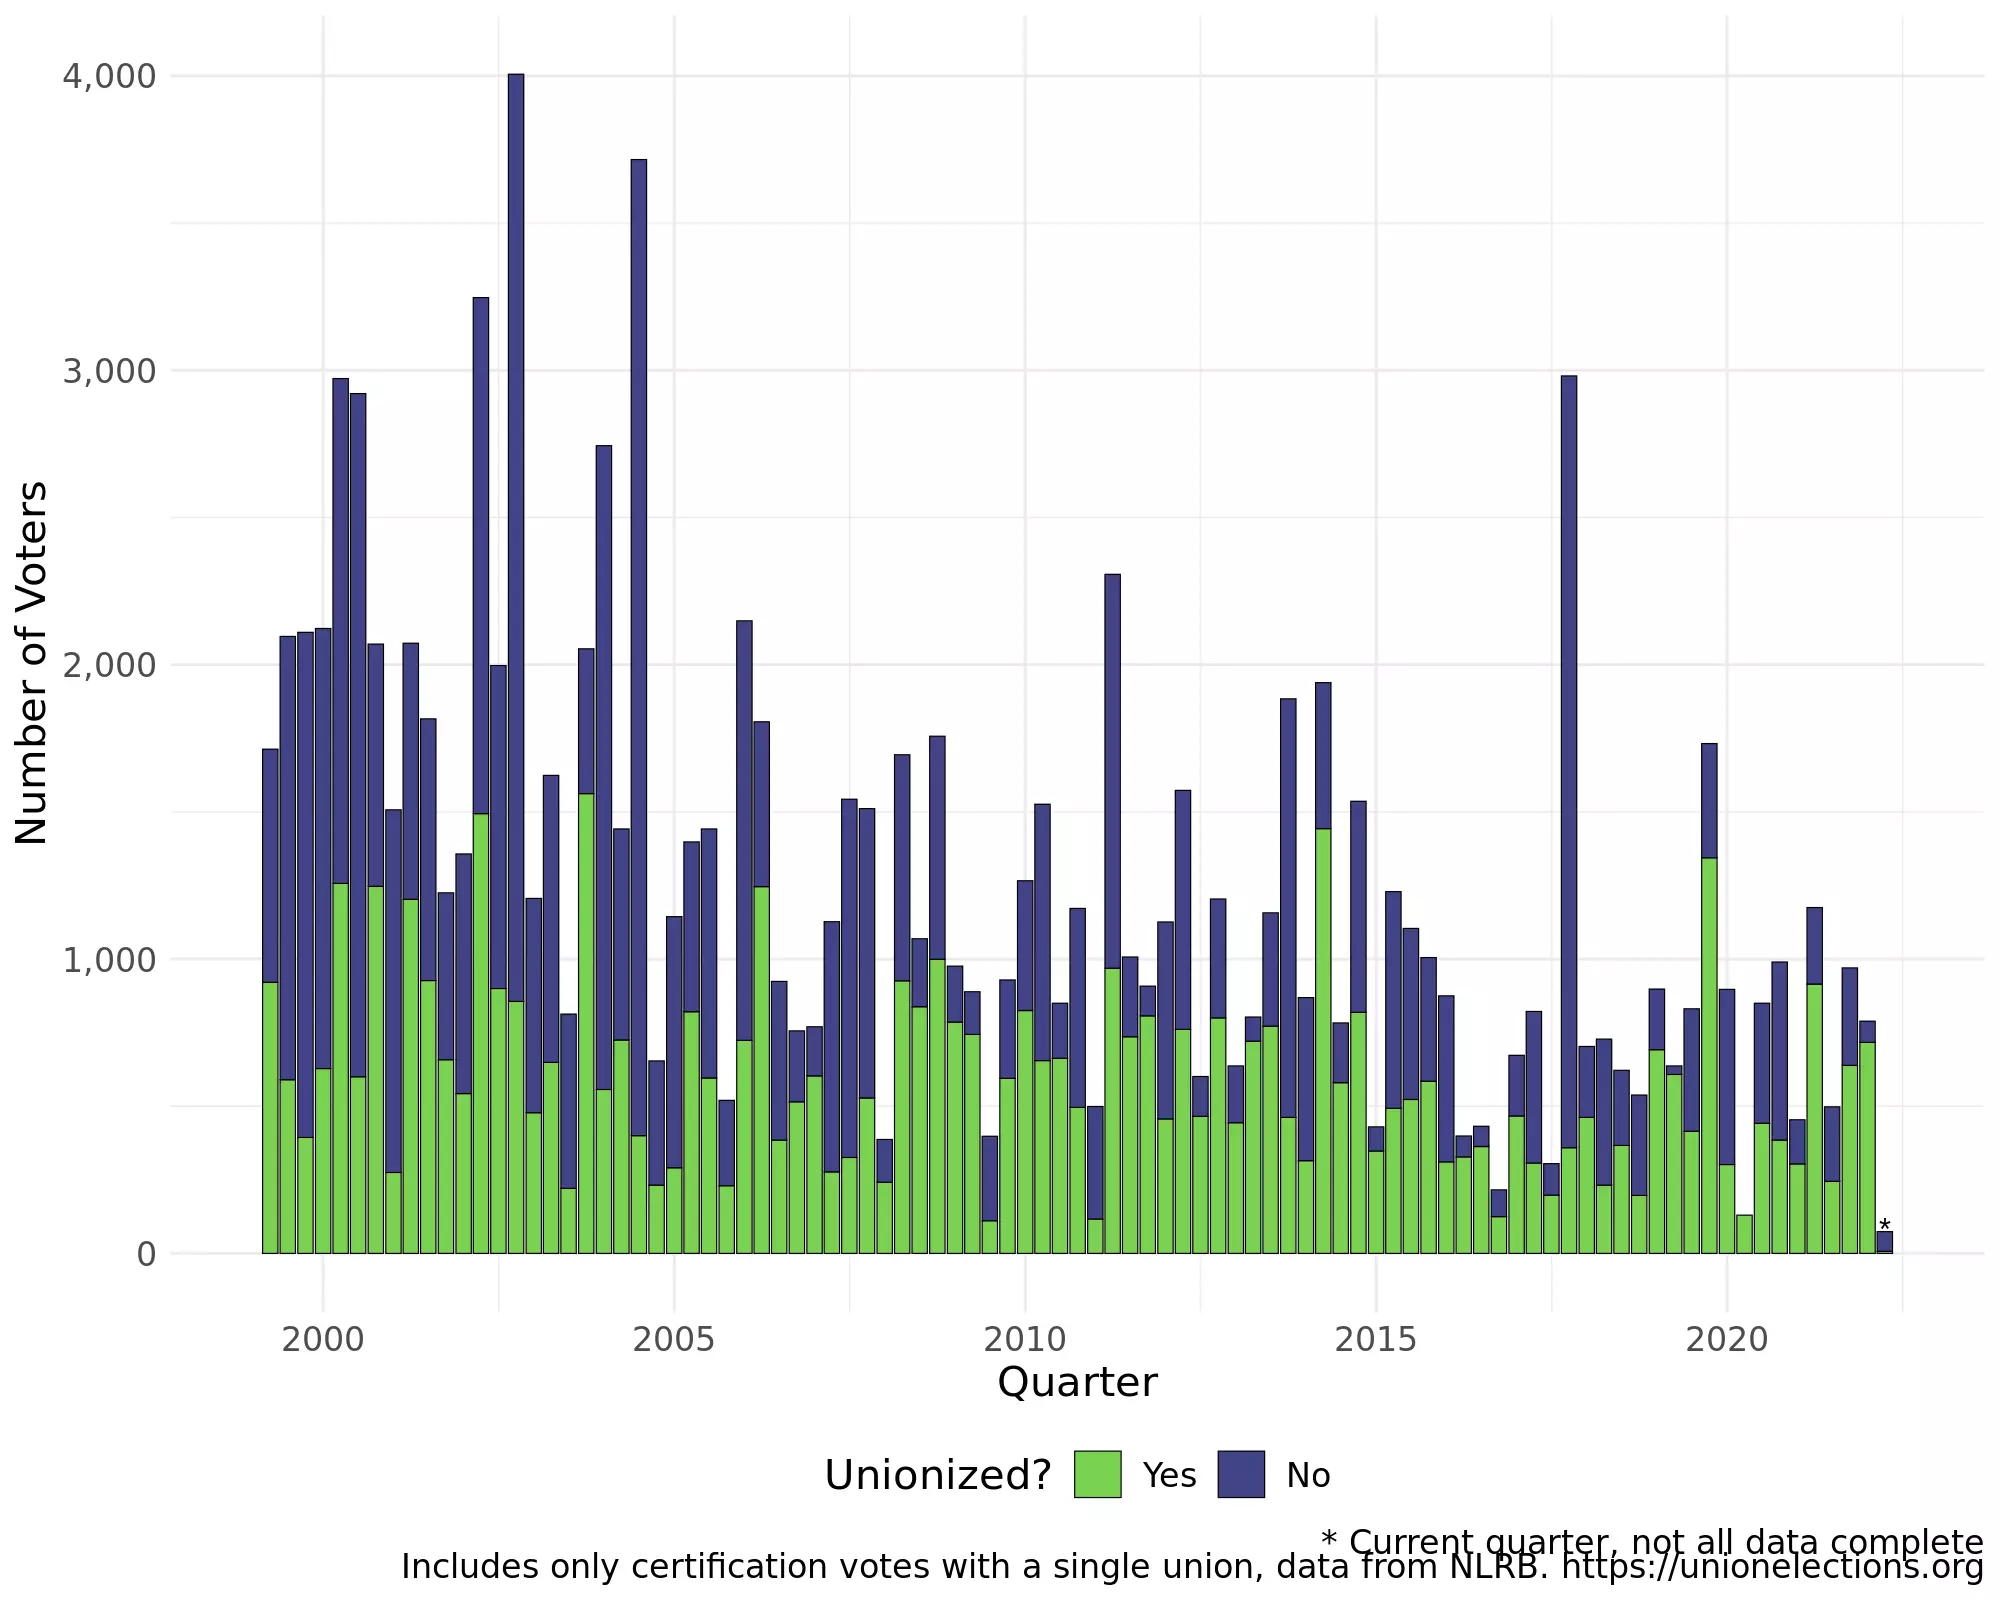 4,000
3,000
2,000
1,000
0
Number of Voters
*
2000 2005 2010 2015 2020
Quarter
Unionized? Yes No
* Current quarter, not all data complete
Includes only certification votes with a single union, data from NLRB. https://unionelections.org